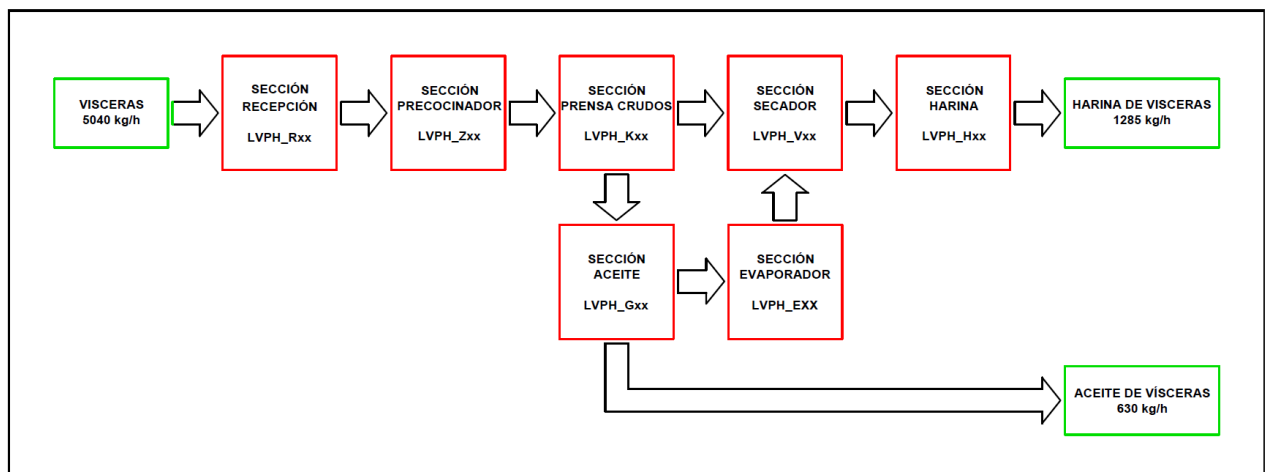 VISCERAS
5040 kg/h
SECCIÓN
RECEPCIÓN
LVPH_Rxx
SECCIÓN
PRECOCINADOR
LVPH_Zxx
SECCIÓN
PRENSA CRUDOS
LVPH_Kxx
SECCIÓN
SECADOR
LVPH_Vxx
SECCIÓN
HARINA
LVPH_Hxx
HARINA DE VISCERAS
1285 kg/h
SECCIÓN
ACEITE
LVPH_Gxx
SECCIÓN
EVAPORADOR
LVPH_EXX
ACEITE DE VÍSCERAS
630 kg/h